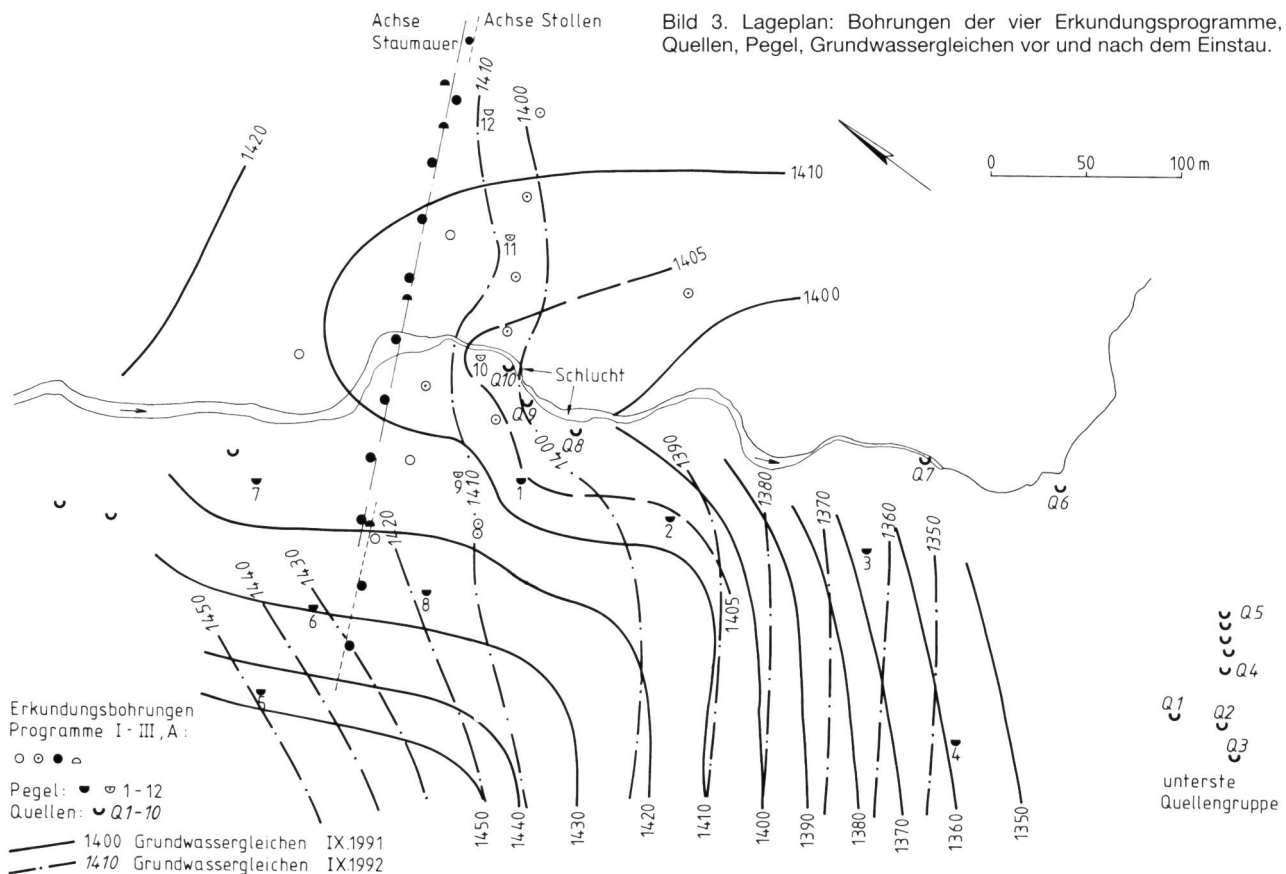 Achse
Staumauer
Achse Stollen
Bild 3. Lageplan: Bohrungen der vier Erkundungsprogramme,
Quellen, Pegel, Grundwassergleichen vor und nach dem Einstau.
1410
1400
12
1420
0 50 100 m
1410
11
1405
1400
10
Q10
Schlucht
Q9
Q8
1400
1390
1380
1370
1360
1350
Q7
Q6
7
9
1410
1
2
3
1420
1430
1440
1450
6
8
5
1405
4
Q5
Q4
Q1
Q2
Q3
unterste
Quellengruppe
Erkundungsbohrungen
Programme I-III, A:
Pegel: 1-12
Quellen: Q1-10
1400 Grundwassergleichen IX.1991
1410 Grundwassergleichen IX.1992
1450
1440
1430
1420
1410
1400
1390
1380
1370
1360
1350